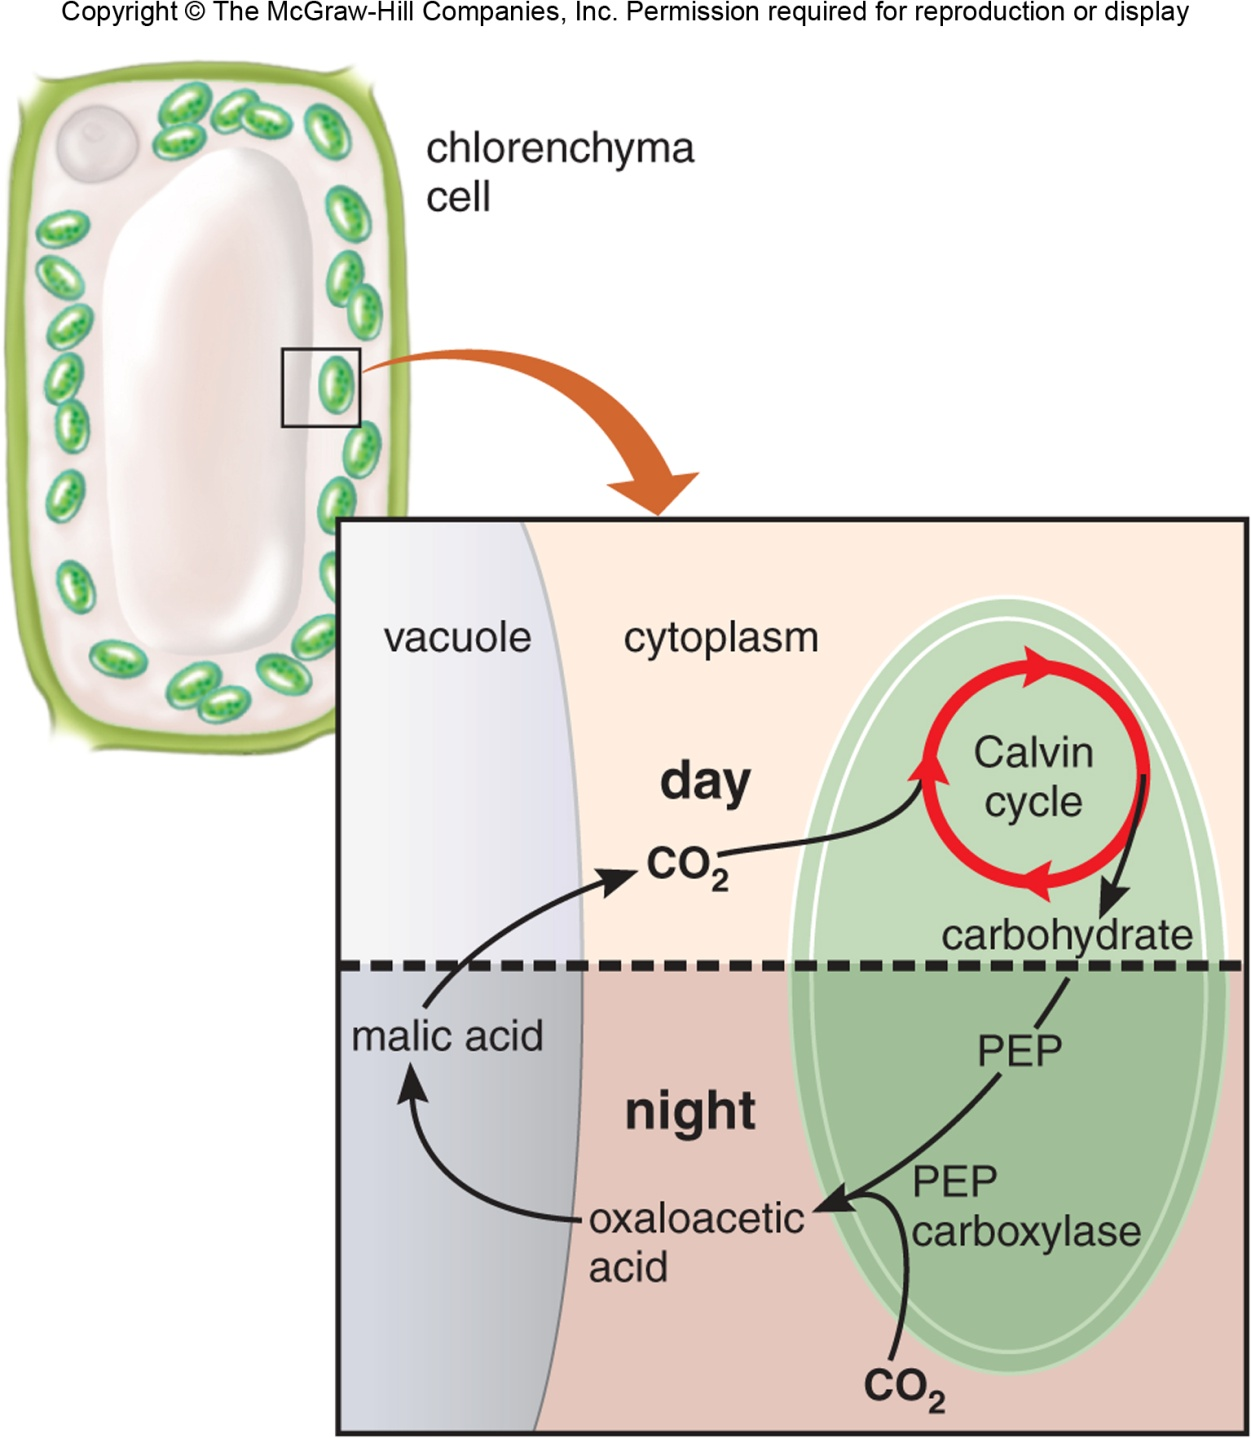 Copyright © The McGraw-Hill Companies, Inc. Permission required for reproduction or display
chlorenchyma
cell
vacuole
cytoplasm
day
Calvin
cycle
CO₂
carbohydrate
malic acid
PEP
night
PEP
carboxylase
oxaloacetic
acid
CO₂